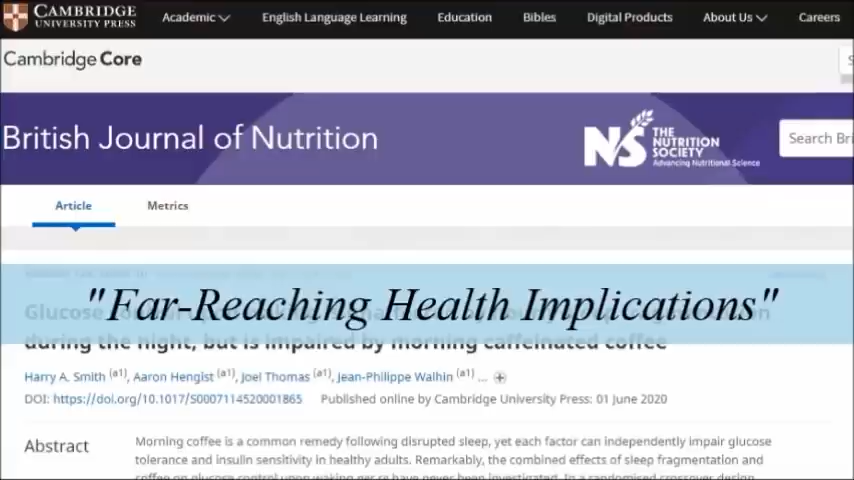 CAMBRIDGE
UNIVERSITY PRESS
Academic
English Language Learning
Education
Bibles
Digital Products
About Us
Careers
Cambridge Core
British Journal of Nutrition
NS THE
NUTRITION
SOCIETY
Advancing Nutritional Science
Search Bri
Article
Metrics
"Far-Reaching Health Implications"
during the night, but is impaired by morning caffeinated coffee
Harry A. Smith (a1), Aaron Hengist (a1), Joel Thomas (a1), Jean-Philippe Walhin (a1) ...
DOI: https://doi.org/10.1017/S0007114520001865 Published online by Cambridge University Press: 01 June 2020
Abstract
Morning coffee is a common remedy following disrupted sleep, yet each factor can independently impair glucose
tolerance and insulin sensitivity in healthy adults. Remarkably, the combined effects of sleep fragmentation and